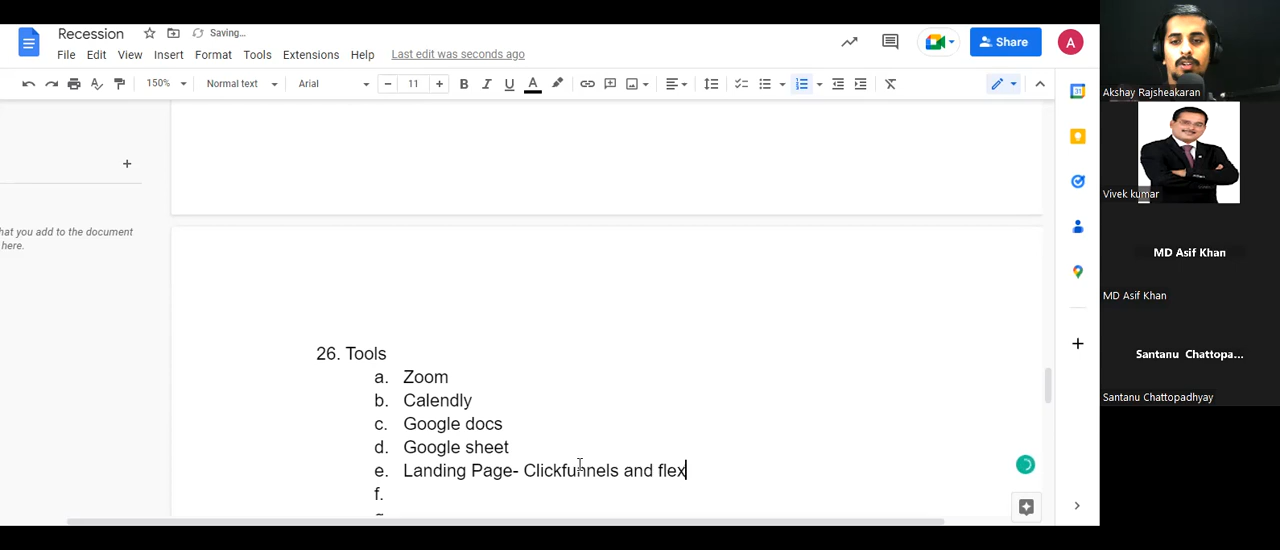 Recession
Saving...
File Edit View Insert Format Tools Extensions Help Last edit was seconds ago
Share
A
150% Normal text Arial 11
B I U A
31
hat you add to the document
here.
26. Tools
a. Zoom
b. Calendly
c. Google docs
d. Google sheet
e. Landing Page- Clickfunnels and flex
f.
Akshay Rajsheakaran
Vivek kumar
MD Asif Khan
MD Asif Khan
Santanu Chattopa...
Santanu Chattopadhyay